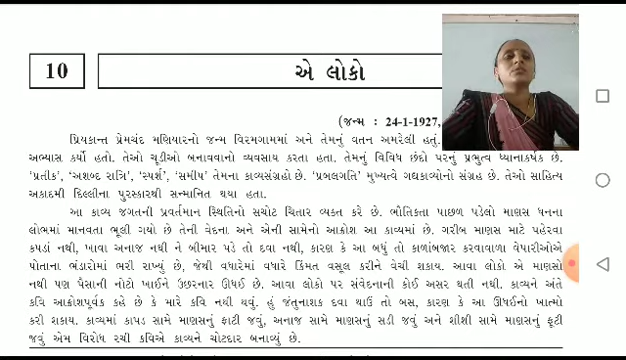 10
એ લોકો
(જન્મ : 24-1-1927,
પ્રિયકાન્ત પ્રેમચંદ મણિયારનો જન્મ વિરમગામમાં અને તેમનું વતન અમરેલી હતું.
અભ્યાસ કર્યો હતો. તેઓ ચૂડીઓ બનાવવાનો વ્યવસાય કરતા હતા. તેમનું વિવિધ છંદો પરનું પ્રભુત્વ ધ્યાનાકર્ષક છે.
'પ્રતીક', 'અશબ્દ રાત્રિ', 'સ્પર્શ', 'સમીપ' તેમના કાવ્યસંગ્રહો છે. 'પ્રબલગતિ' મુખ્યત્વે ગદ્યકાવ્યોનો સંગ્રહ છે. તેઓ સાહિત્ય
અકાદમી દિલ્લીના પુરસ્કારથી સન્માનિત થયા હતા.
આ કાવ્ય જગતની પ્રવર્તમાન સ્થિતિનો સચોટ ચિતાર વ્યક્ત કરે છે. ભૌતિકતા પાછળ પડેલો માણસ ધનના
લોભમાં માનવતા ભૂલી ગયો છે તેની વેદના અને એની સામેનો આક્રોશ આ કાવ્યમાં છે. ગરીબ માણસ માટે પહેરવા
કપડાં નથી, ખાવા અનાજ નથી ને બીમાર પડે તો દવા નથી, કારણ કે આ બધું તો કાળાંબજાર કરવાવાળા વેપારીઓએ
પોતાના ભંડારોમાં ભરી રાખ્યું છે, જેથી વધારેમાં વધારે કિંમત વસૂલ કરીને વેચી શકાય. આવા લોકો એ માણસો
નથી પણ પૈસાની નોટો ખાઈને ઉછરનાર ઊધઈ છે. આવા લોકો પર સંવેદનાની કોઈ અસર થતી નથી. કાવ્યને અંતે
કવિ આક્રોશપૂર્વક કહે છે કે મારે કવિ નથી થવું. હું જંતુનાશક દવા થાઉં તો બસ, કારણ કે આ ઊધઈનો ખાત્મો
કરી શકાય. કાવ્યમાં કાપડ સામે માણસનું ફાટી જવું, અનાજ સામે માણસનું સડી જવું અને શીશી સામે માણસનું ફૂટી
જવું એમ વિરોધ રચી કવિએ કાવ્યને ચોટદાર બનાવ્યું છે.